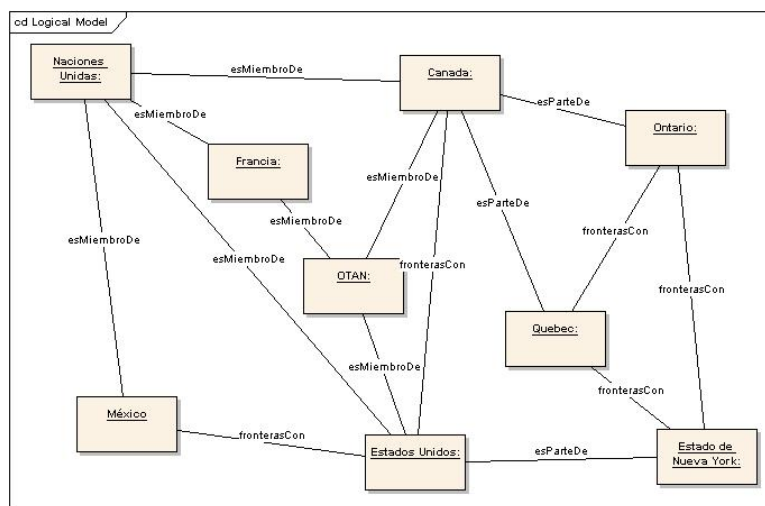 cd Logical Model
Naciones
Unidas:
esMiembroDe
Canada:
esParteDe
Ontario:
esMiembroDe
Francia:
esMiembroDe
esMiembroDe
esParteDe
fronterasCon
esMiembroDe
esMiembroDe
OTAN:
fronterasCon
fronterasCon
Quebec:
esMiembroDe
fronterasCon
México
fronterasCon
Estados Unidos:
esParteDe
Estado de
Nueva York: